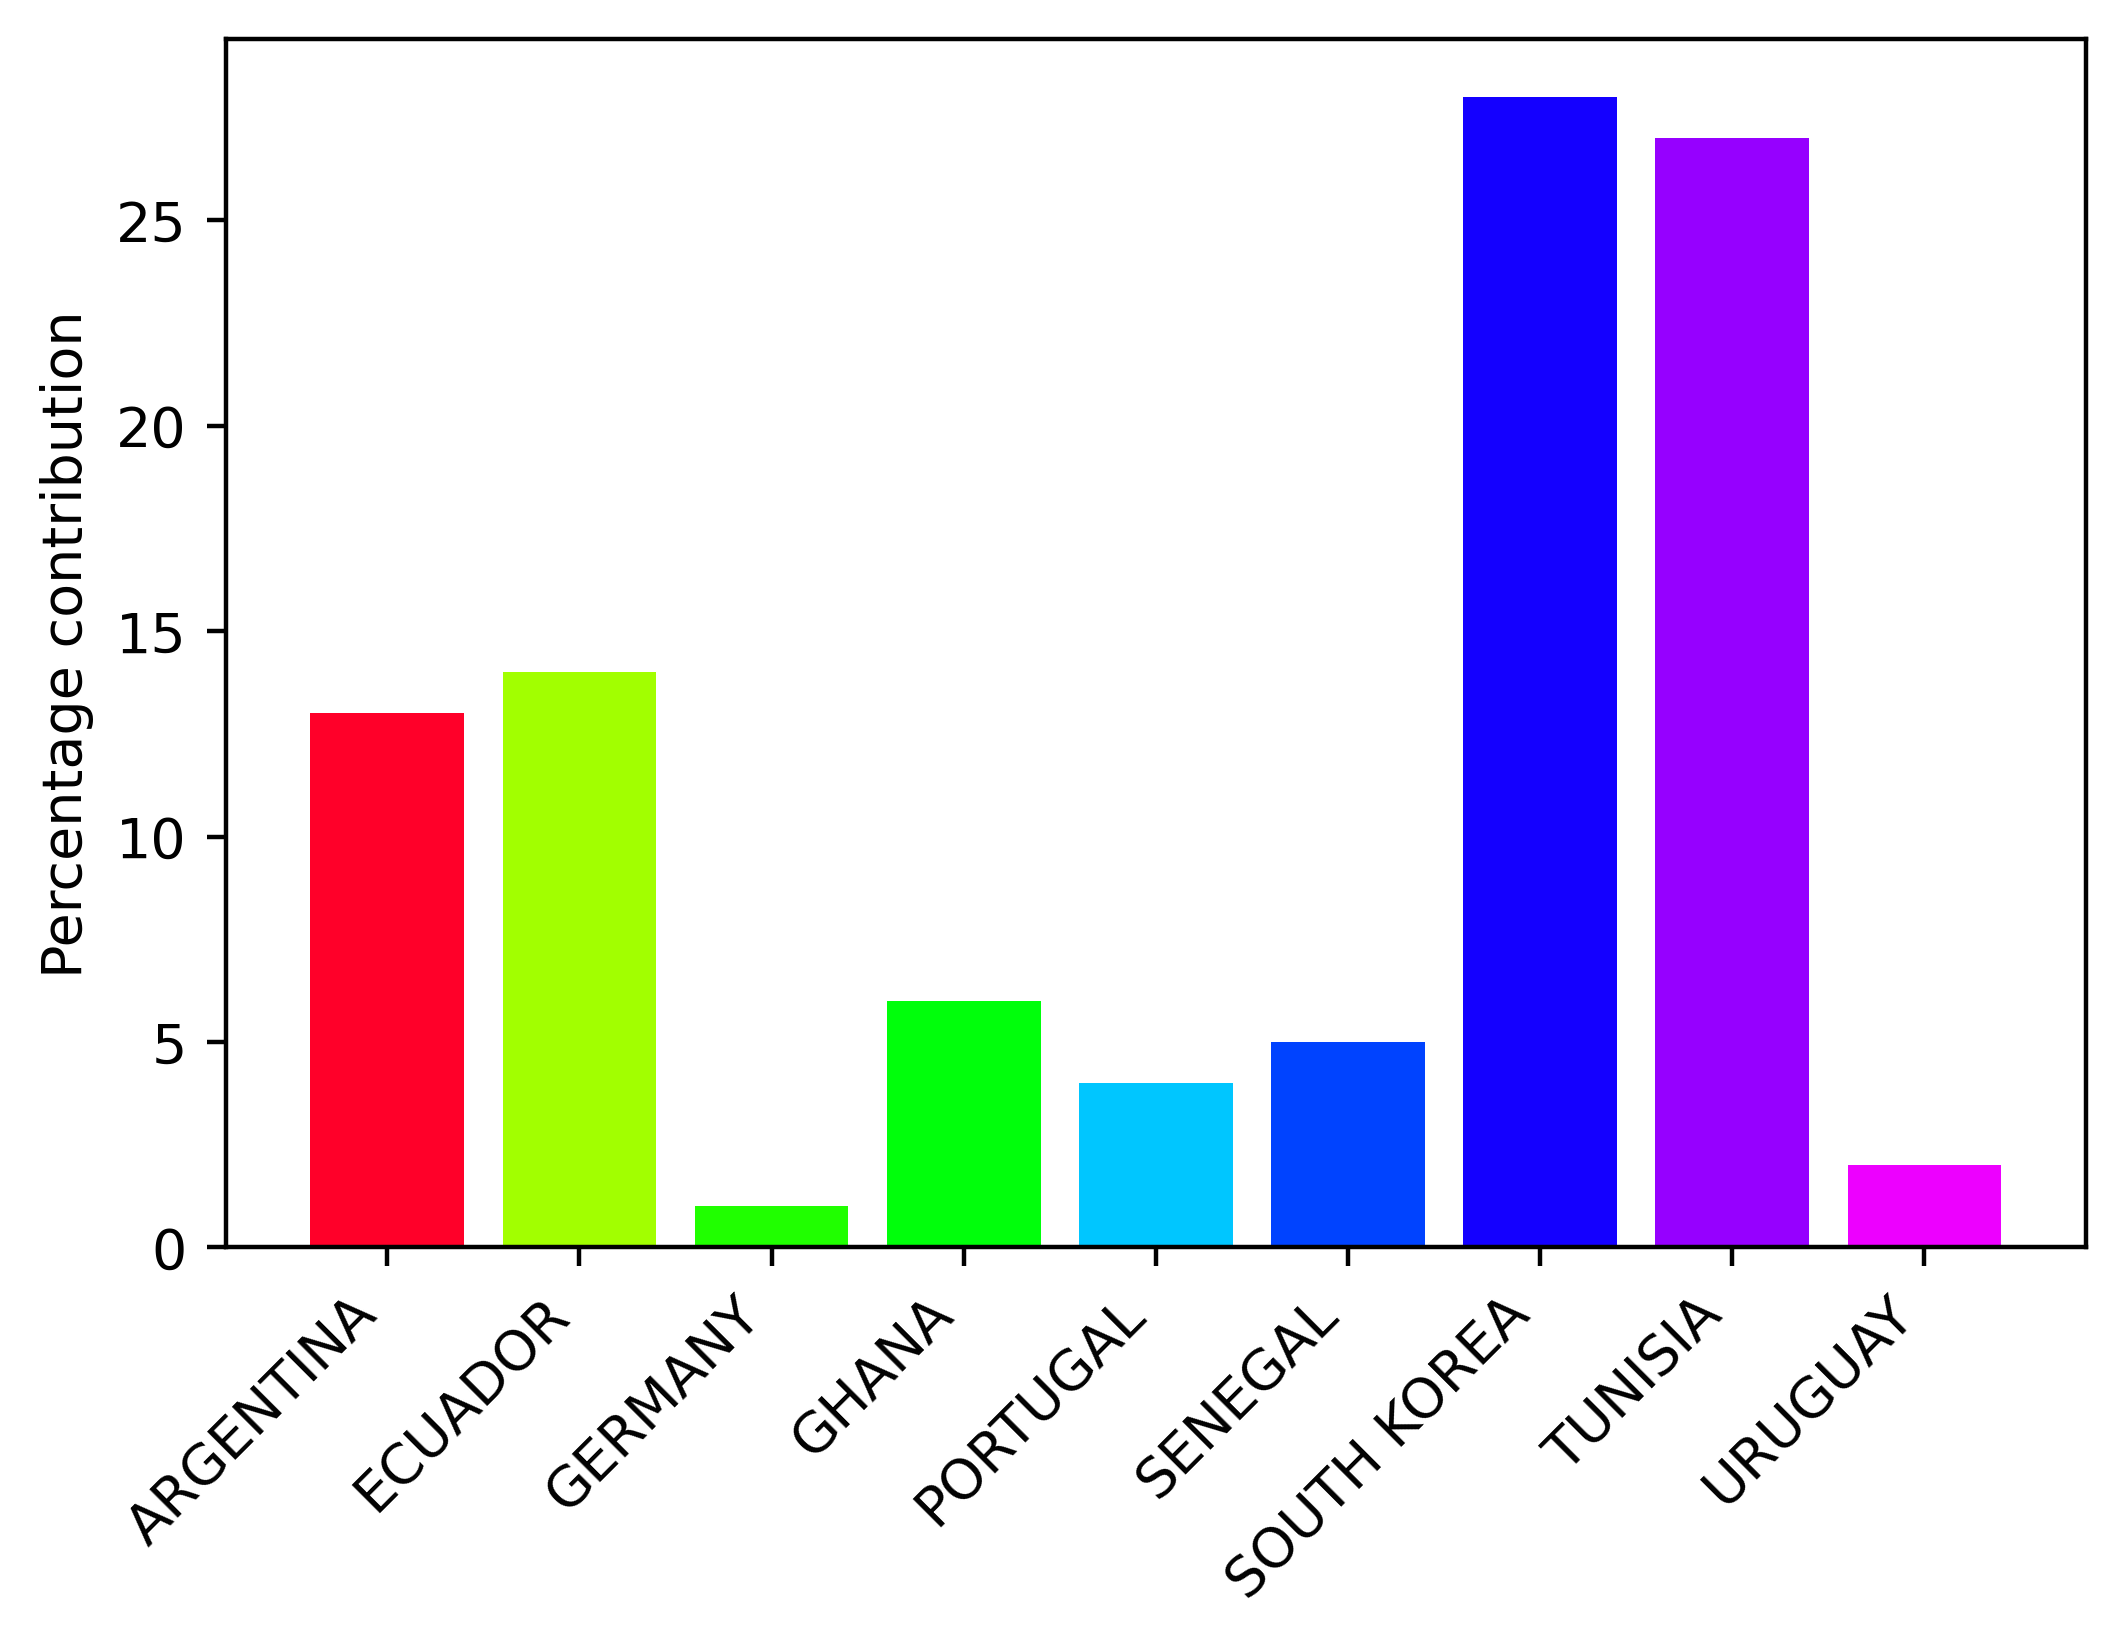 Percentage contribution
25
20
15
10
5
0
ARGENTINA
ECUADOR
GERMANY
GHANA
PORTUGAL
SENEGAL
SOUTH KOREA
TUNISIA
URUGUAY